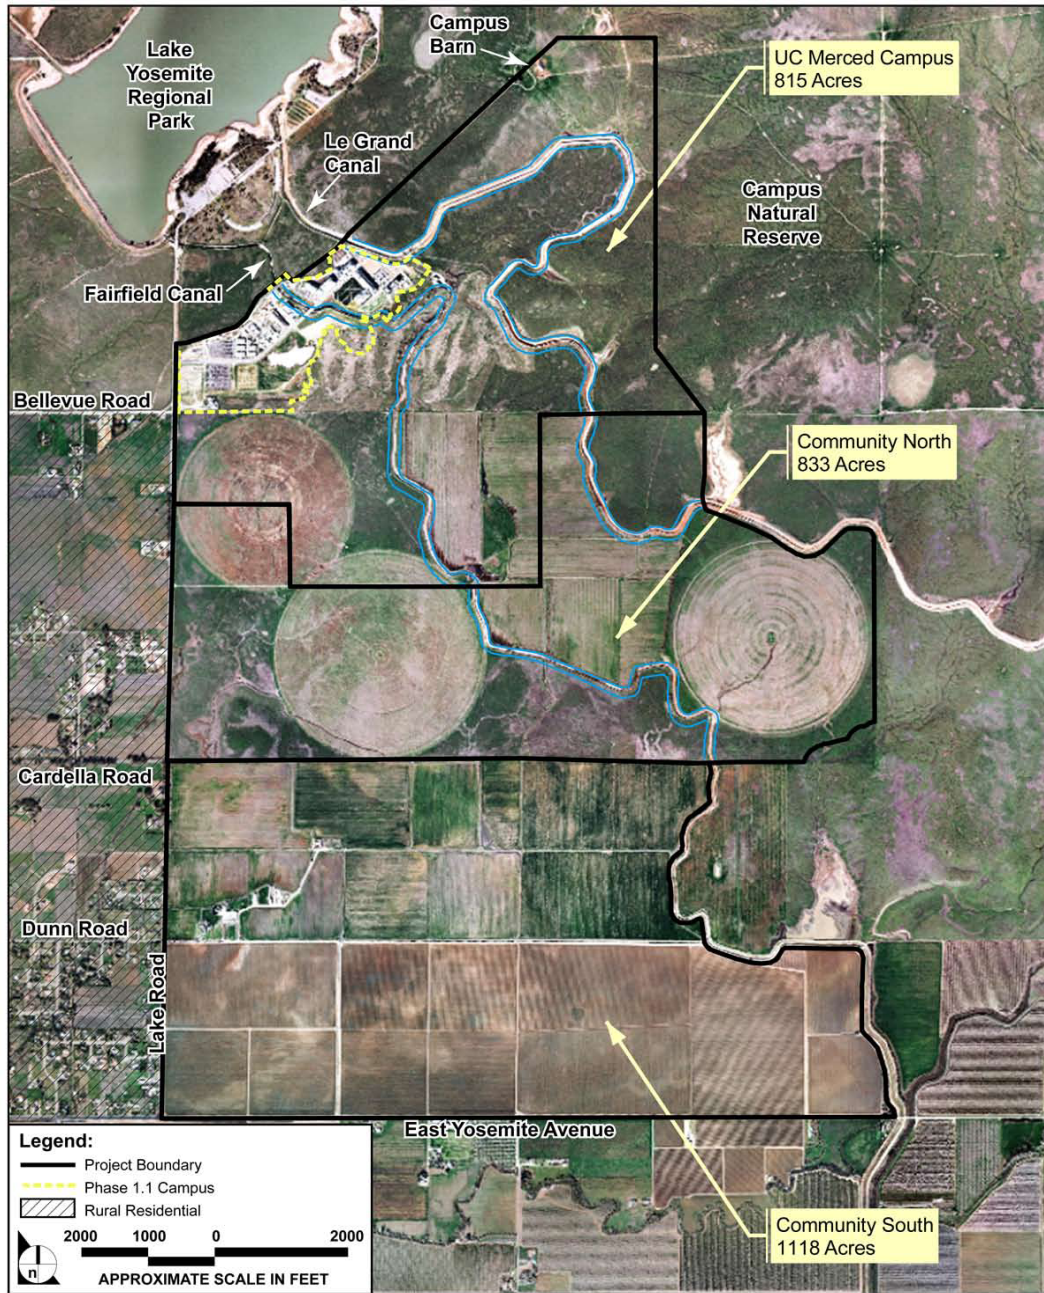 Campus
Barn
Lake
Yosemite
Regional
Park
UC Merced Campus
815 Acres
Le Grand
Canal
Campus
Natural
Reserve
Fairfield Canal
Bellevue Road
Community North
833 Acres
Cardella Road
Dunn Road
Lake Road
East Yosemite Avenue
Legend:
Project Boundary
Phase 1.1 Campus
Rural Residential
n
2000 1000 0 2000
APPROXIMATE SCALE IN FEET
Community South
1118 Acres